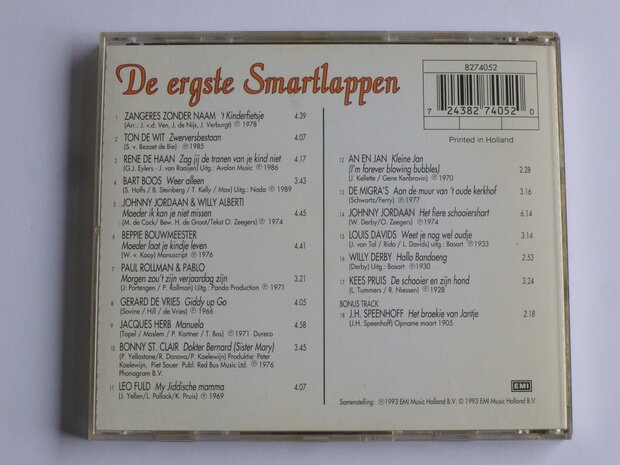 De ergste Smartlappen
8274052
7 24382 74052 0
Printed in Holland
1 ZANGERES ZONDER NAAM 't Kinderfietsje 4.39
(Arr.: J. v.d. Ven, J. de Nijs, J. Verburgt) ℗ 1978
2 TON DE WIT Zwerversbestaan 4.07
(S. v. Bezoet de Bie) ℗1985
3 RENE DE HAAN Zag jij de tranen van je kind niet 4.17
(G.J. Eylers - J. van Raaijen) Uitg.: Avalon Music ℗ 1986
4 BART BOOS Weer alleen 3.43
(S. Hoffs / B. Steinberg / T. Kelly / Max) Uitg.: Nada ℗ 1989
5 JOHNNY JORDAAN & WILLY ALBERTI
Moeder ik kan je niet missen 4.45
(M. de Cock/ Bew. H. de Groot/Tekst O. Zeegers) ℗ 1974
6 BEPPIE BOUWMEESTER
Moeder laat je kindje leven 4.41
(W. v. Kooy) Manuscript ℗ 1976
7 PAUL ROLLMAN & PABLO
Morgen zou't zijn verjaardag zijn 3.21
(J. Partengen / P. Rollman) Uitg.: Panda Production ℗ 1971)
8 GERARD DE VRIES Giddy up Go 4.05
(Sovine / Hill / de Vries) ℗ 1966
9 JACQUES HERB Manuela 4.58
(Topel / Moslem / P. Kartner / T. Bos) ℗ 1971 Dureco
10 BONNY ST. CLAIR Dokter Bernard (Sister Mary) 3.45
(P. Yellostone/R. Danova/P. Koelewijn) Produktie: Peter
Koelewijn, Piet Sauer Publ: Red Bus Music Ltd. ℗ 1976
Phonogram B.V.
11 LEO FULD My Jiddische mamma 4.07
(J. Yellen/L. Pollack/K. Pruis) ℗ 1969
12 AN EN JAN Kleine Jan
(I'm forever blawing bubbles) 2.28
(J. Kellette / Gene Kenbrovin) ℗1970
13 DE MIGRA'S Aan de muur van 't oude kerkhof 4.16
(Schwartz/Ferry) ℗1977
14 JOHNNY JORDAAN Het fiere schooiershart 6.14
(W. Derby/O. Zeegers) ℗ 1974
15 LOUIS DAVIDS Weet je nog wel oudje 3.14
(J. van Tol / Rido / L. Davids) uitg.: Basart ℗1933
16 WILLY DERBY Hallo Bandoeng 2.53
(Derby) Uitg.: Basart ℗1930
17 KEES PRUIS De schooier en zijn hond 3.24
(L. Tummers / R. Niessen) ℗ 1928
BONUS TRACK
18 J.H. SPEENHOFF Het broekie van Jantje 2.18
(J.H. Speenhoff) Opname maart 1905.
EMI
Samenstelling: ℗1993 EMI Music Holland B.V. © 1993 EMI Music Holland B.V.